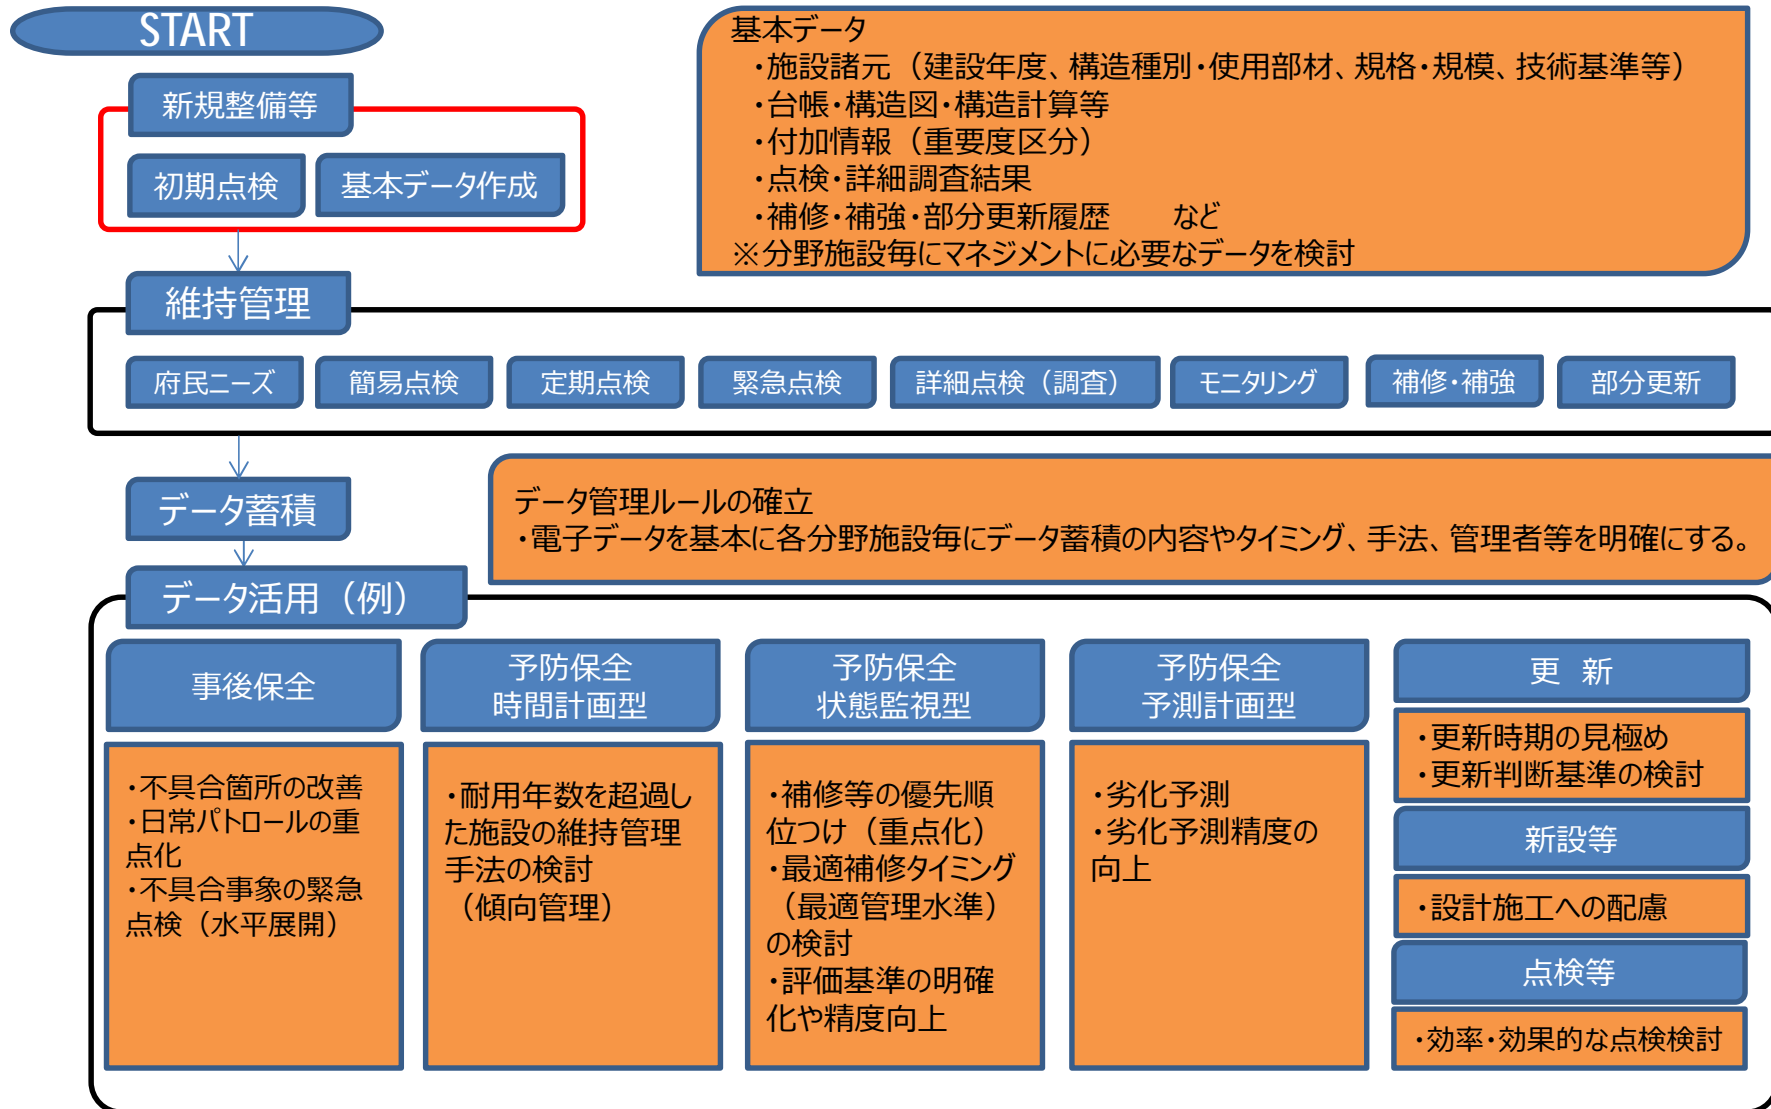 START
基本データ
・施設諸元（建設年度、構造種別・使用部材、規格・規模、技術基準等）
・台帳・構造図・構造計算等
・付加情報（重要度区分）
・点検・詳細調査結果
・補修・補強・部分更新履歴　　など
※分野施設毎にマネジメントに必要なデータを検討
新規整備等
初期点検
基本データ作成
維持管理
府民ニーズ
簡易点検
定期点検
緊急点検
詳細点検（調査）
モニタリング
補修・補強
部分更新
データ蓄積
データ管理ルールの確立
・電子データを基本に各分野施設毎にデータ蓄積の内容やタイミング、手法、管理者等を明確にする。
データ活用（例）
事後保全
・不具合箇所の改善
・日常パトロールの重
点化
・不具合事象の緊急
点検（水平展開）
予防保全
時間計画型
・耐用年数を超過し
た施設の維持管理
手法の検討
（傾向管理）
予防保全
状態監視型
・補修等の優先順
位つけ（重点化）
・最適補修タイミング
（最適管理水準）
の検討
・評価基準の明確
化や精度向上
予防保全
予測計画型
・劣化予測
・劣化予測精度の
向上
更　新
・更新時期の見極め
・更新判断基準の検討
新設等
・設計施工への配慮
点検等
・効率・効果的な点検検討